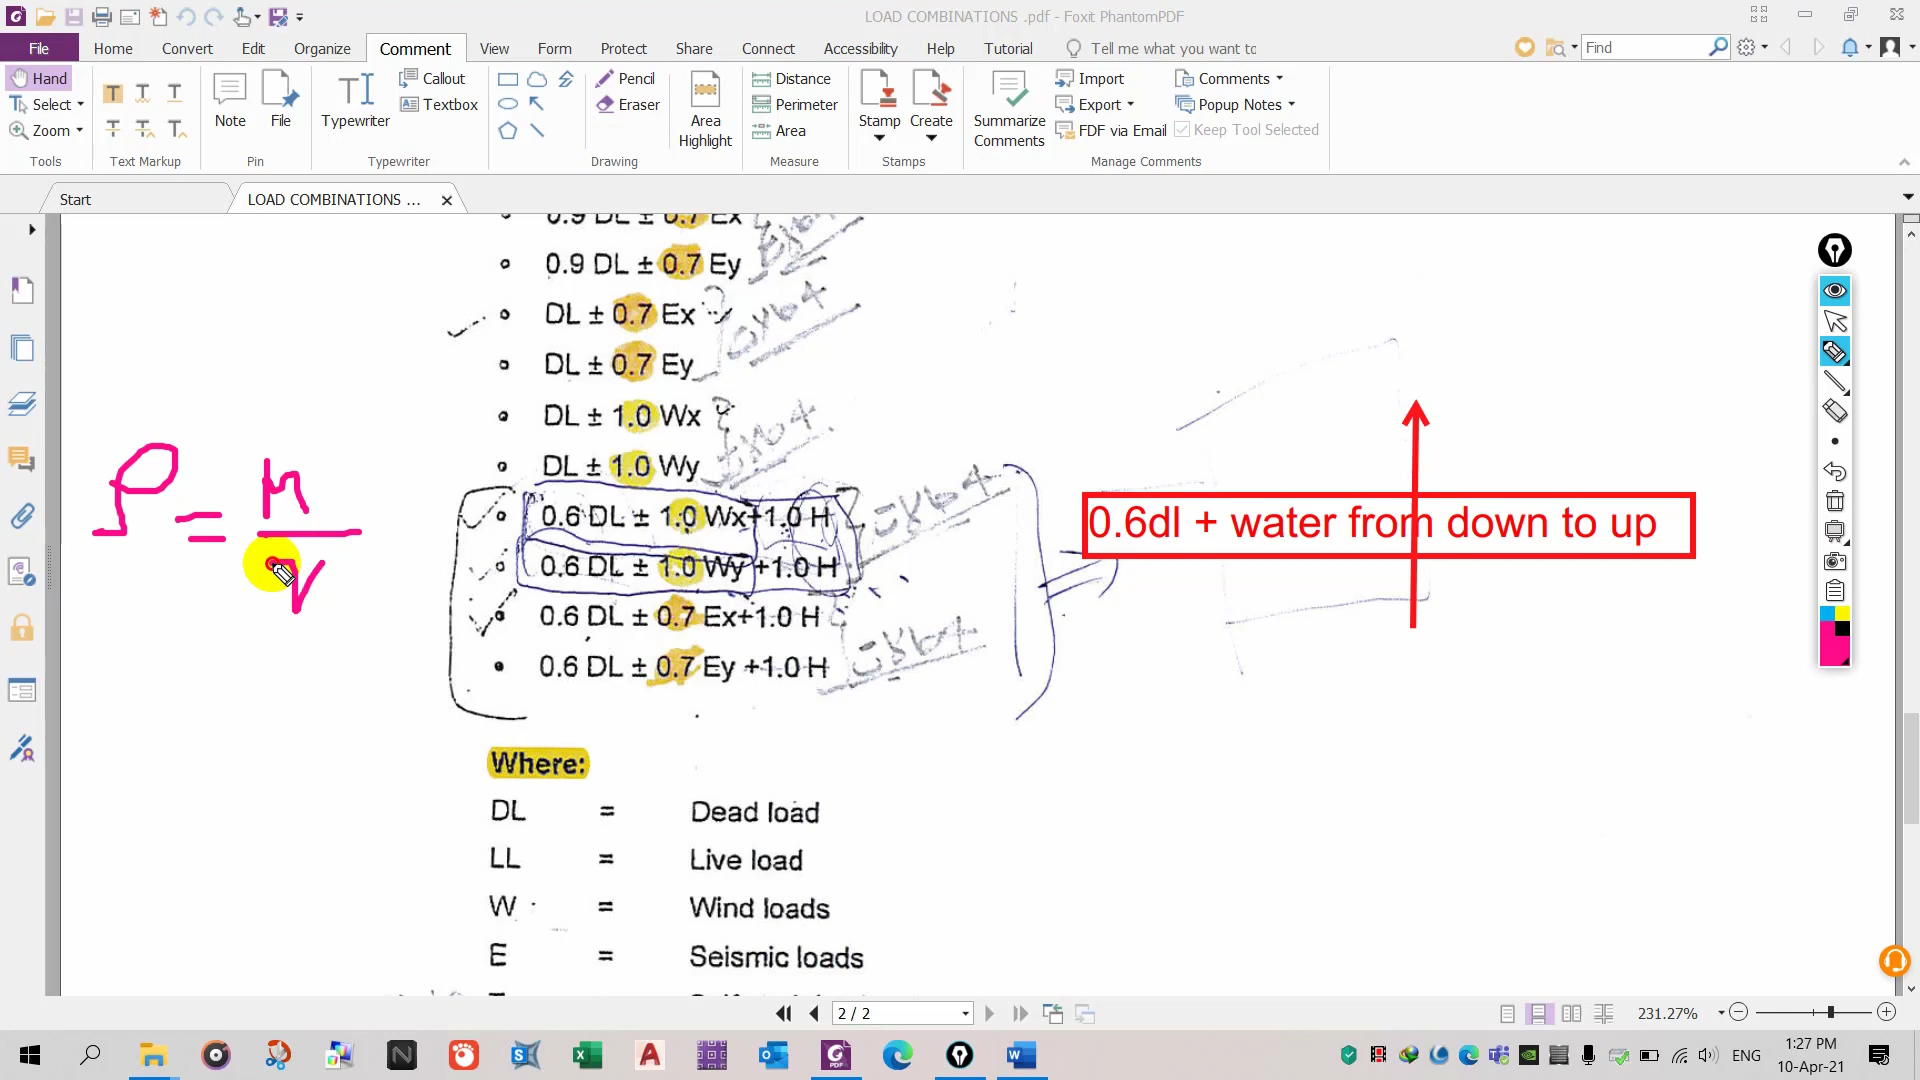 LOAD COMBINATIONS .pdf - Foxit PhantomPDF
File Home Convert Edit Organize Comment View Form Protect Share Connect Accessibility Help Tutorial Tell me what you want to Find
Hand
Select
Zoom
Tools
Text Markup
Note
File
Pin
Typewriter
Callout
Textbox
Typewriter
Pencil
Eraser
Area Highlight
Drawing
Distance
Perimeter
Area
Measure
Stamp
Create
Stamps
Summarize Comments
Import
Export
FDF via Email
Comments
Popup Notes
Keep Tool Selected
Manage Comments
Start LOAD COMBINATIONS ...
0.9 DL ± 0.7 Ex
0.9 DL ± 0.7 Ey
DL ± 0.7 Ex
DL ± 0.7 Ey
DL ± 1.0 Wx
DL ± 1.0 Wy
0.6 DL ± 1.0 Wx+1.0 H
0.6 DL ± 1.0 Wy +1.0 H
0.6 DL ± 0.7 Ex+1.0 H
0.6 DL ± 0.7 Ey +1.0 H
0.6dl + water from down to up
Where:
DL = Dead load
LL = Live load
W = Wind loads
E = Seismic loads
2 / 2
231.27%
ENG
1:27 PM
10-Apr-21